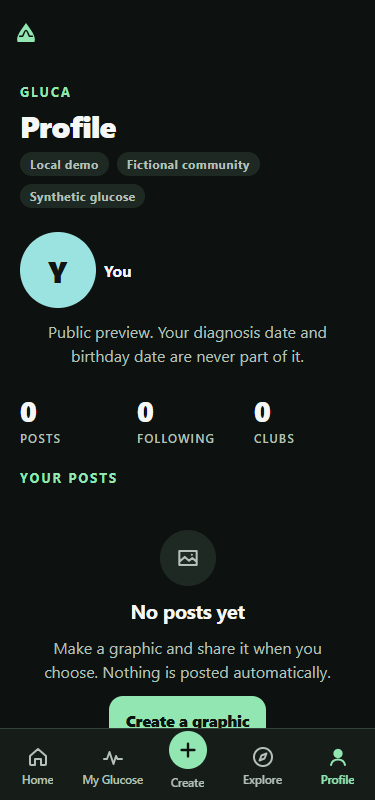 GLUCA
Profile
Local demo
Fictional community
Synthetic glucose
Y
You
Public preview. Your diagnosis date and
birthday date are never part of it.
0
0
0
POSTS
FOLLOWING
CLUBS
YOUR POSTS
No posts yet
Make a graphic and share it when you
choose. Nothing is posted automatically.
Create a graphic
Home
My Glucose
Create
Explore
Profile